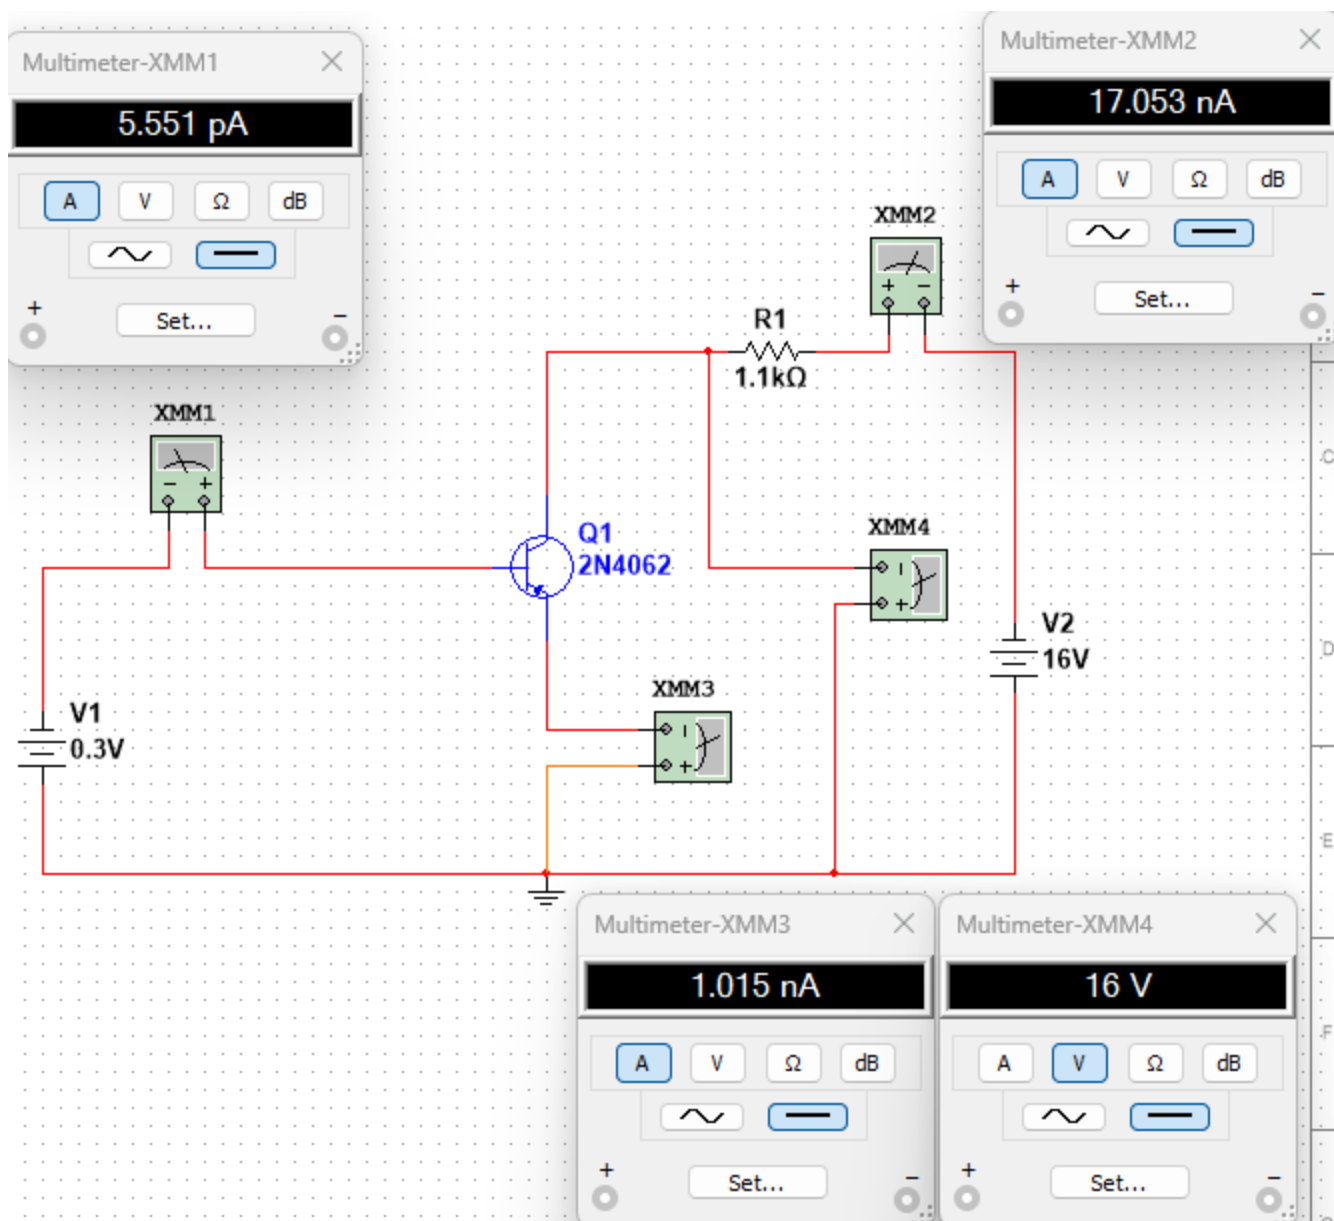 Multimeter-XMM1
5.551 pA
A V Ω dB
+ Set... −
Multimeter-XMM2
17.053 nA
A V Ω dB
+ Set... −
XMM2
+ −
R1
1.1kΩ
XMM1
− +
Q1
2N4062
XMM4
−
+
V2
16V
XMM3
−
+
V1
0.3V
C
D
E
F
Multimeter-XMM3
1.015 nA
A V Ω dB
+ Set... −
Multimeter-XMM4
16 V
A V Ω dB
+ Set... −